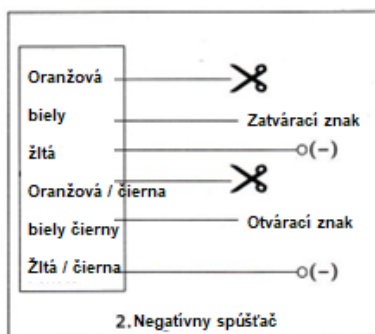 Oranžová
biely Zatvárací znak
žltá (-)
Oranžová / čierna
biely čierny Otvárací znak
Žltá / čierna (-)
2. Negatívny spúšťač